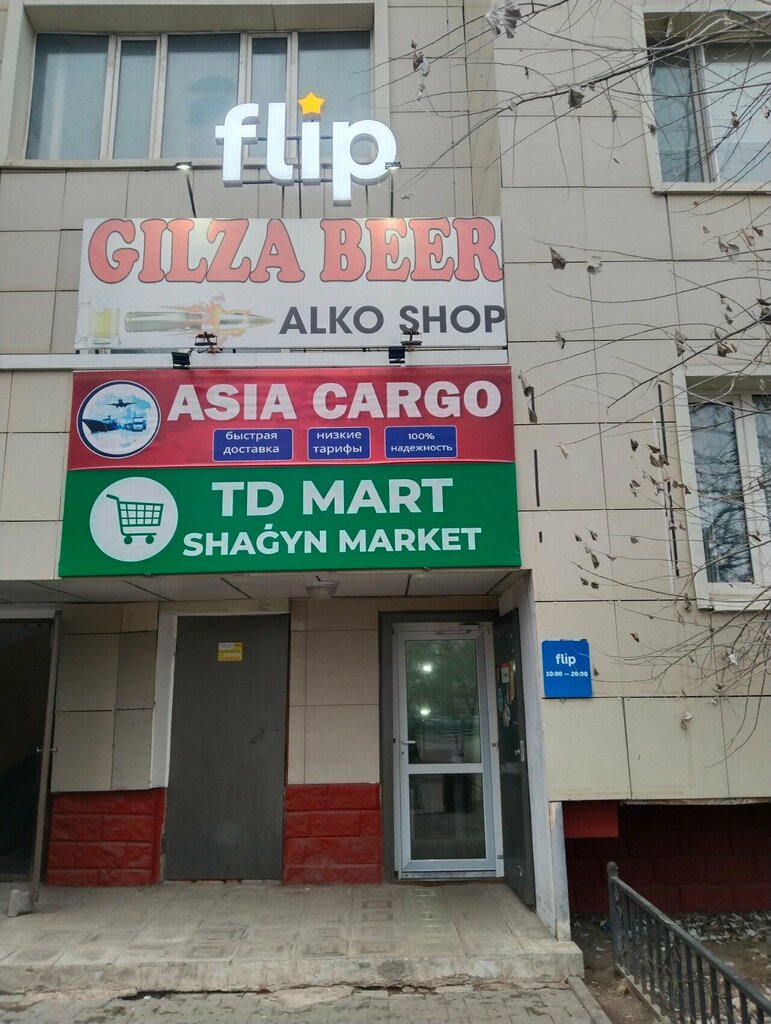 flip
GILZA BEER
ALKO SHOP
ASIA CARGO
быстрая
доставка
низкие
тарифы
100%
надежность
TD MART
SHAǴYN MARKET
flip
10:00 — 20:00